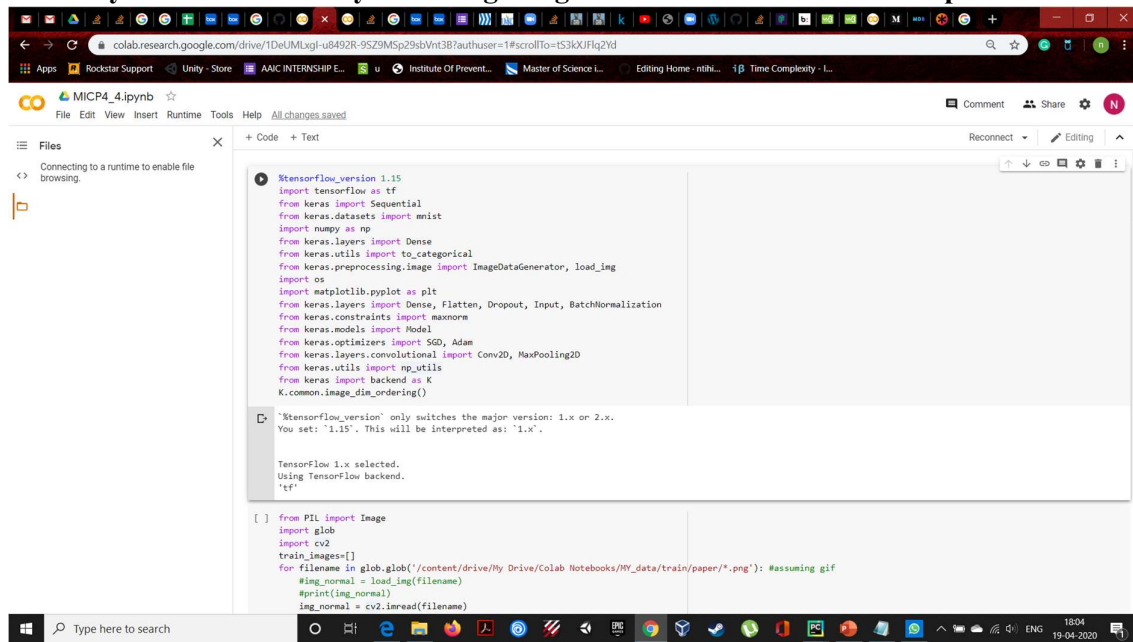 colab.research.google.com/drive/1DeUMLxgI-u8492R-9SZ9MSp29sbVnt3B?authuser=1#scrollTo=tS3kXJFlq2Yd
Apps Rockstar Support Unity - Store AAIC INTERNSHIP E... u Institute Of Prevent... Master of Science i... Editing Home - ntihi... Time Complexity - I...
MICP4_4.ipynb
Comment Share N
File Edit View Insert Runtime Tools Help All changes saved
+ Code + Text
Reconnect Editing
Files
Connecting to a runtime to enable file
browsing.
%tensorflow_version 1.15
import tensorflow as tf
from keras import Sequential
from keras.datasets import mnist
import numpy as np
from keras.layers import Dense
from keras.utils import to_categorical
from keras.preprocessing.image import ImageDataGenerator, load_img
import os
import matplotlib.pyplot as plt
from keras.layers import Dense, Flatten, Dropout, Input, BatchNormalization
from keras.constraints import maxnorm
from keras.models import Model
from keras.optimizers import SGD, Adam
from keras.layers.convolutional import Conv2D, MaxPooling2D
from keras.utils import np_utils
from keras import backend as K
K.common.image_dim_ordering()
`%tensorflow_version` only switches the major version: 1.x or 2.x.
You set: `1.15`. This will be interpreted as: `1.x`.
TensorFlow 1.x selected.
Using TensorFlow backend.
'tf'
[ ] from PIL import Image
import glob
import cv2
train_images=[]
for filename in glob.glob('/content/drive/My Drive/Colab Notebooks/MY_data/train/paper/*.png'): #assuming gif
#img_normal = load_img(filename)
#print(img_normal)
img_normal = cv2.imread(filename)
Type here to search
ENG
18:04
19-04-2020